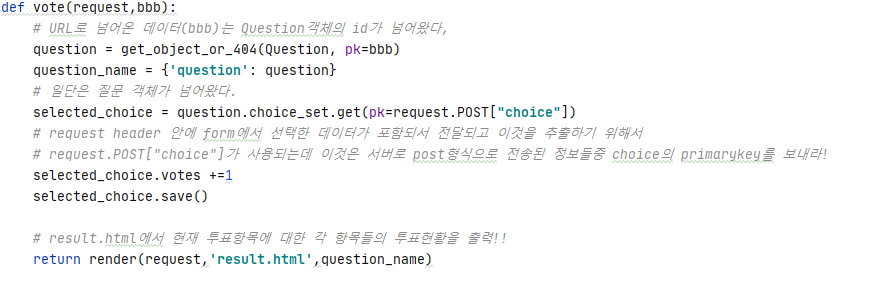 def vote(request,bbb):
# URL로 넘어온 데이터(bbb)는 Question객체의 id가 넘어왔다,
question = get_object_or_404(Question, pk=bbb)
question_name = {'question': question}
# 일단은 질문 객체가 넘어왔다.
selected_choice = question.choice_set.get(pk=request.POST["choice"])
# request header 안에 form에서 선택한 데이터가 포함되서 전달되고 이것을 추출하기 위해서
# request.POST["choice"]가 사용되는데 이것은 서버로 post형식으로 전송된 정보들중 choice의 primarykey를 보내라!
selected_choice.votes +=1
selected_choice.save()
# result.html에서 현재 투표항목에 대한 각 항목들의 투표현황을 출력!!
return render(request,'result.html',question_name)